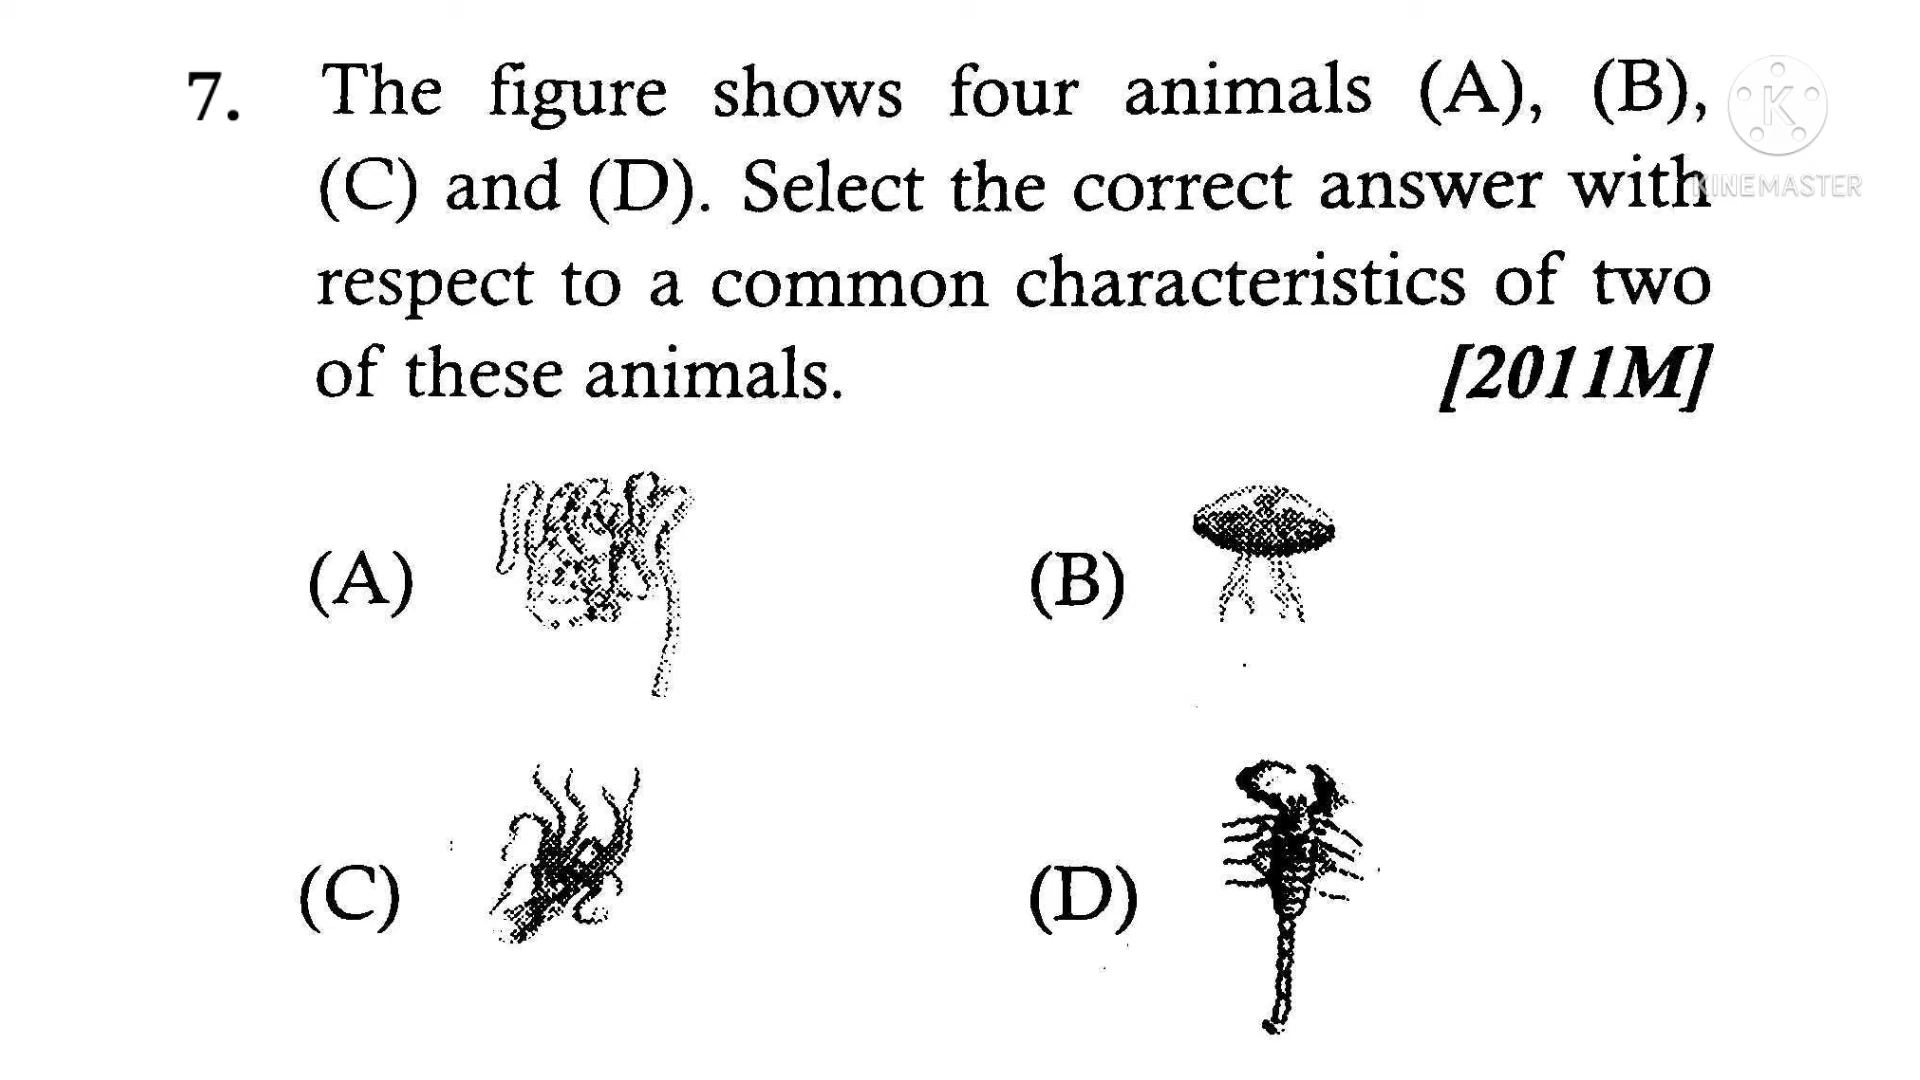 7. The figure shows four animals (A), (B),
(C) and (D). Select the correct answer with
respect to a common characteristics of two
of these animals. [2011M]
(A) (B)
(C) (D)
K
KINEMASTER